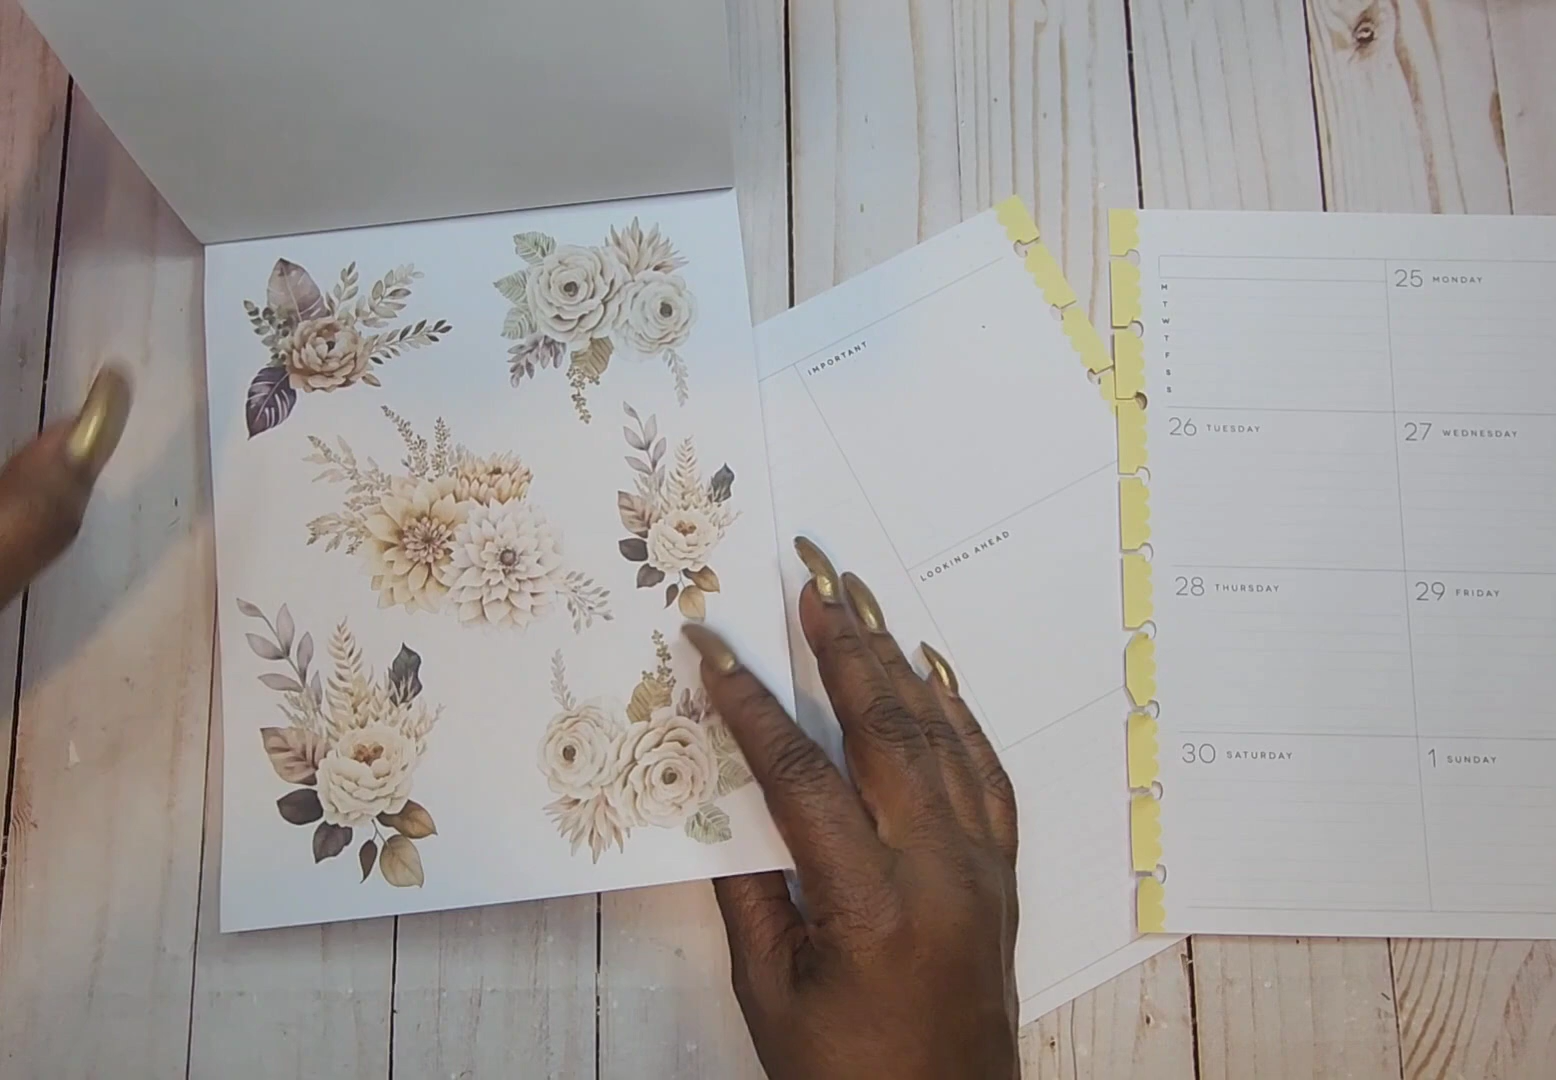 IMPORTANT
LOOKING AHEAD
M
T
W
T
F
S
S
25 MONDAY
26 TUESDAY
27 WEDNESDAY
28 THURSDAY
29 FRIDAY
30 SATURDAY
1 SUNDAY